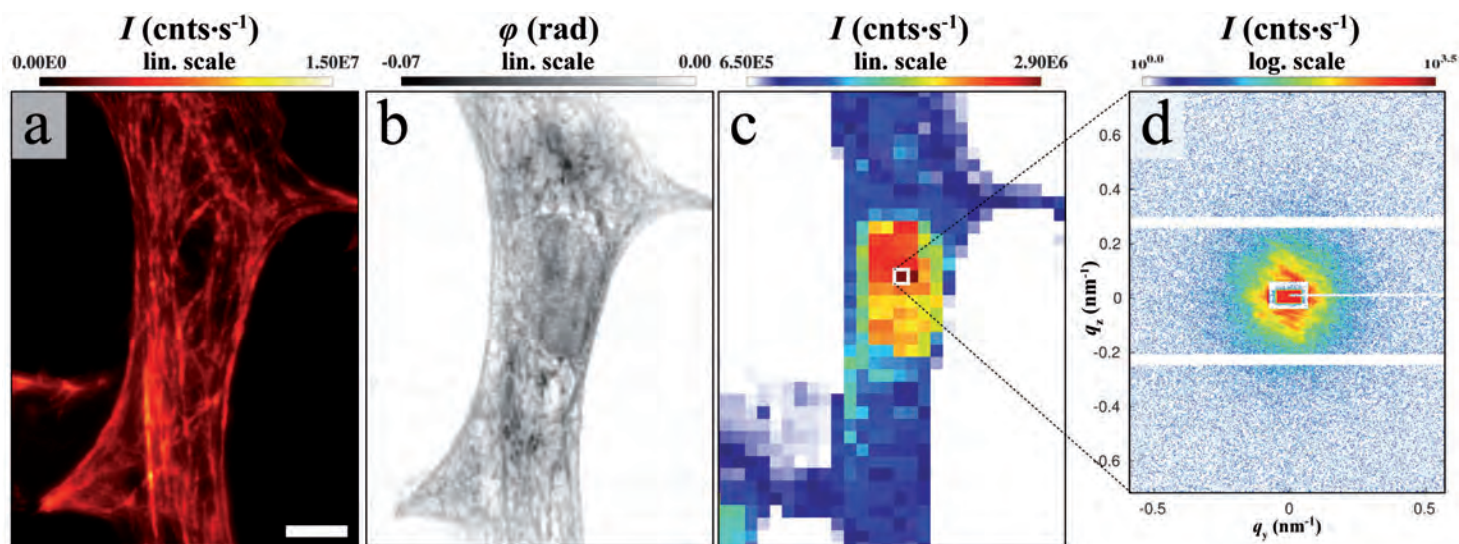 I (cnts·s⁻¹)
lin. scale
0.00E0 1.50E7
a
φ (rad)
lin. scale
-0.07 0.00
b
I (cnts·s⁻¹)
lin. scale
6.50E5 2.90E6
c
I (cnts·s⁻¹)
log. scale
10⁰·⁰ 10³·⁵
d
0.6
0.4
0.2
0
-0.2
-0.4
-0.6
q_z (nm⁻¹)
-0.5 0 0.5
q_y (nm⁻¹)